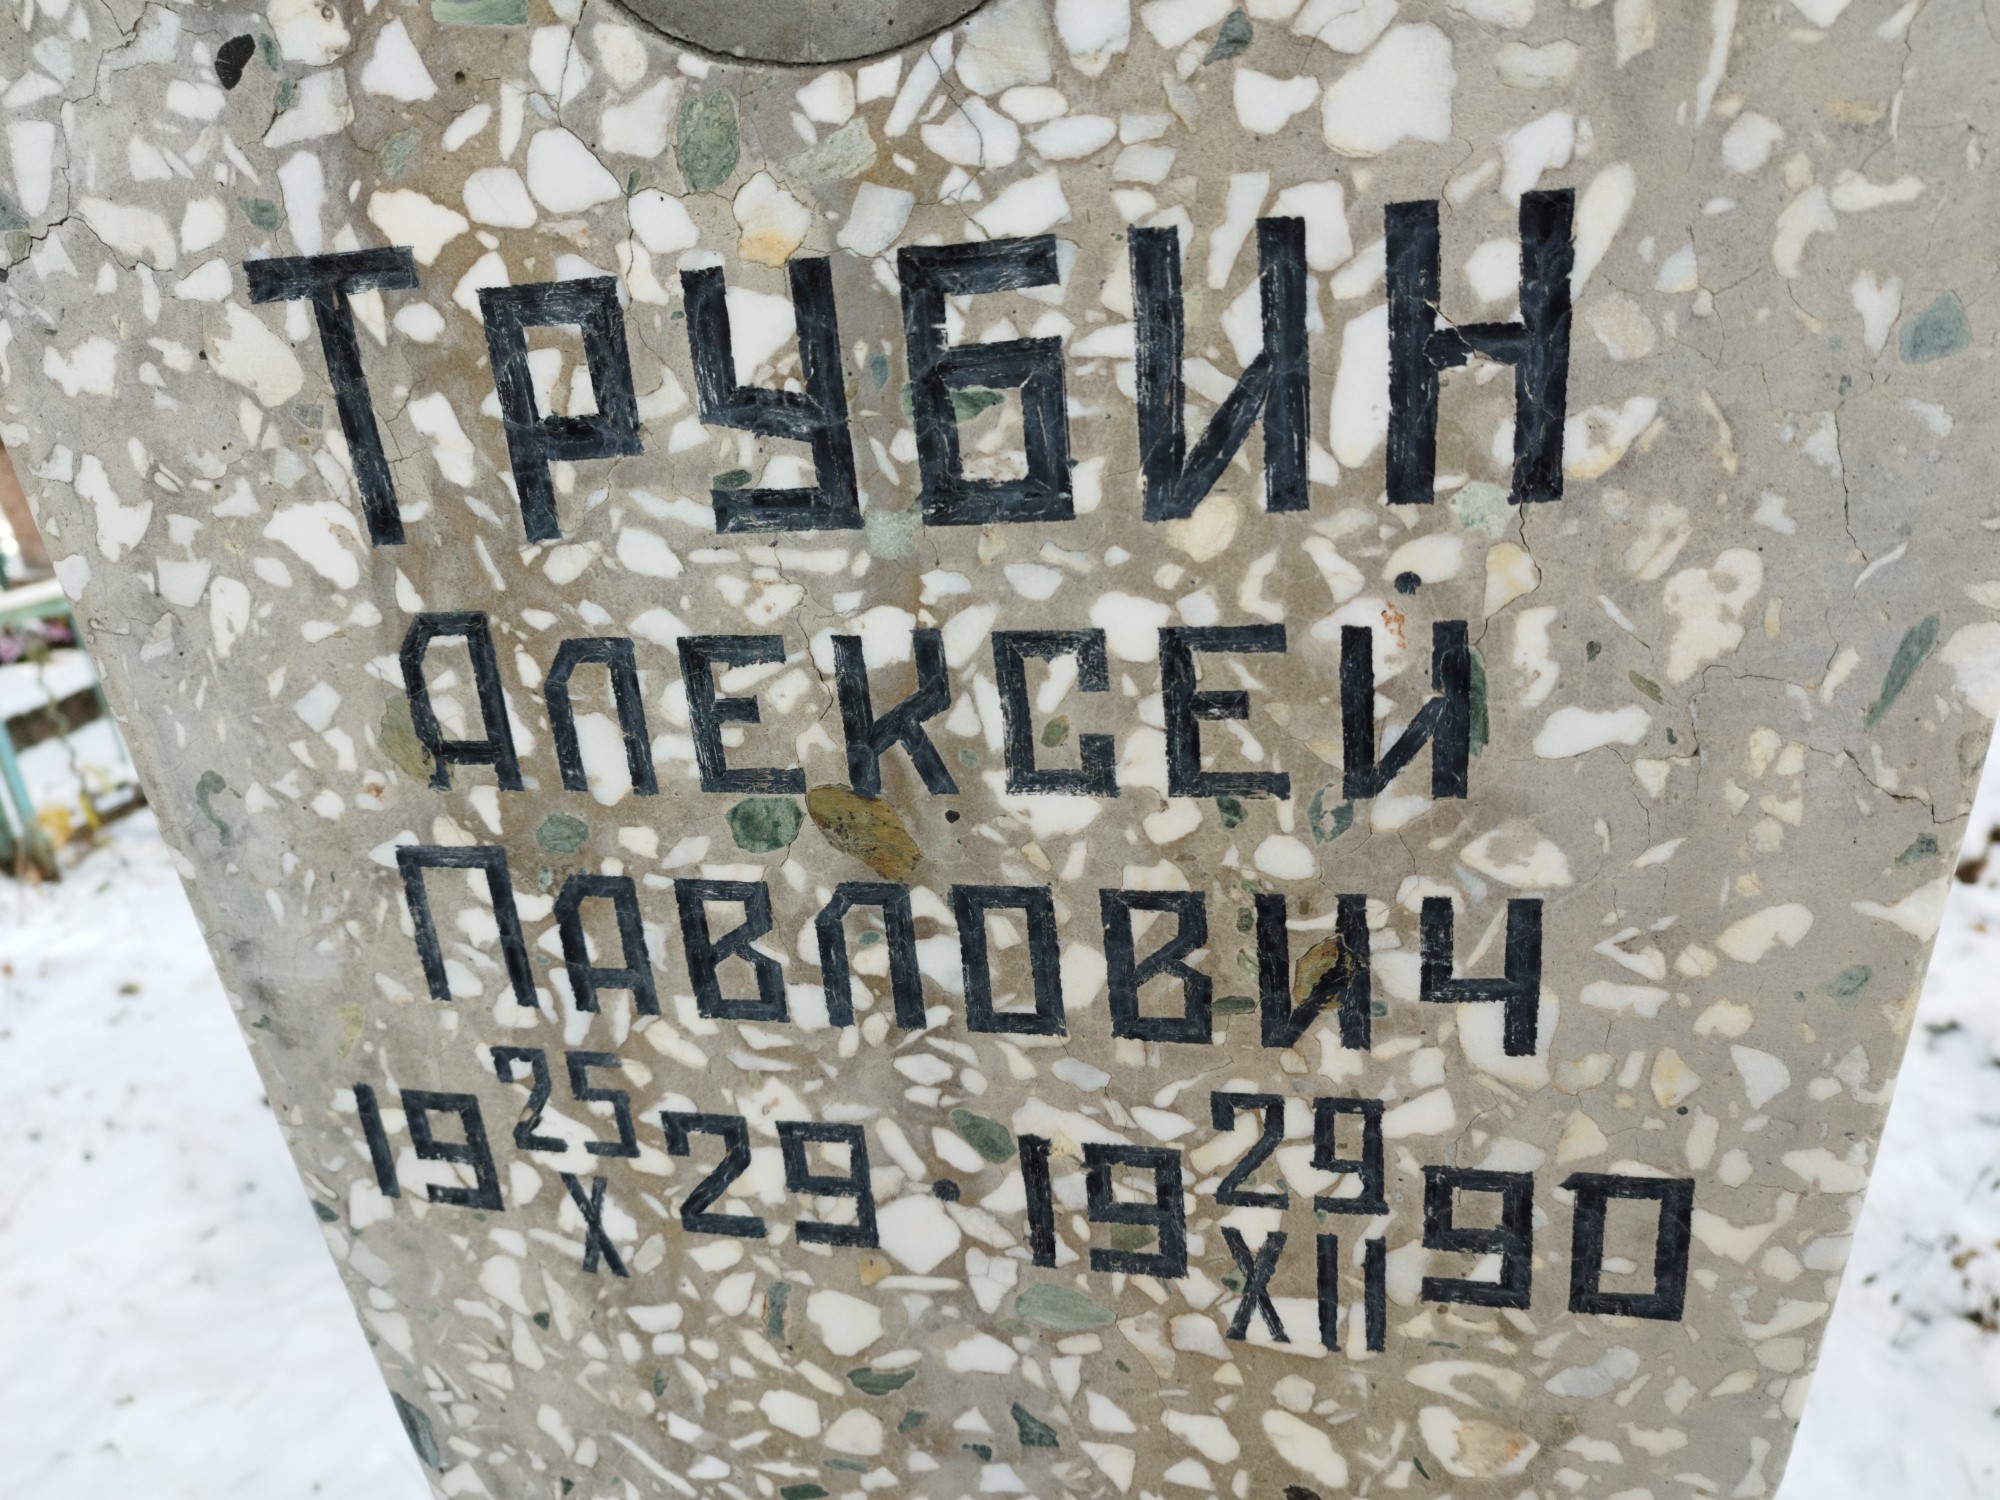 ТРУБИН
АЛЕКСЕЙ
ПАВЛОВИЧ
19 25/X 29 · 19 29/XII 90